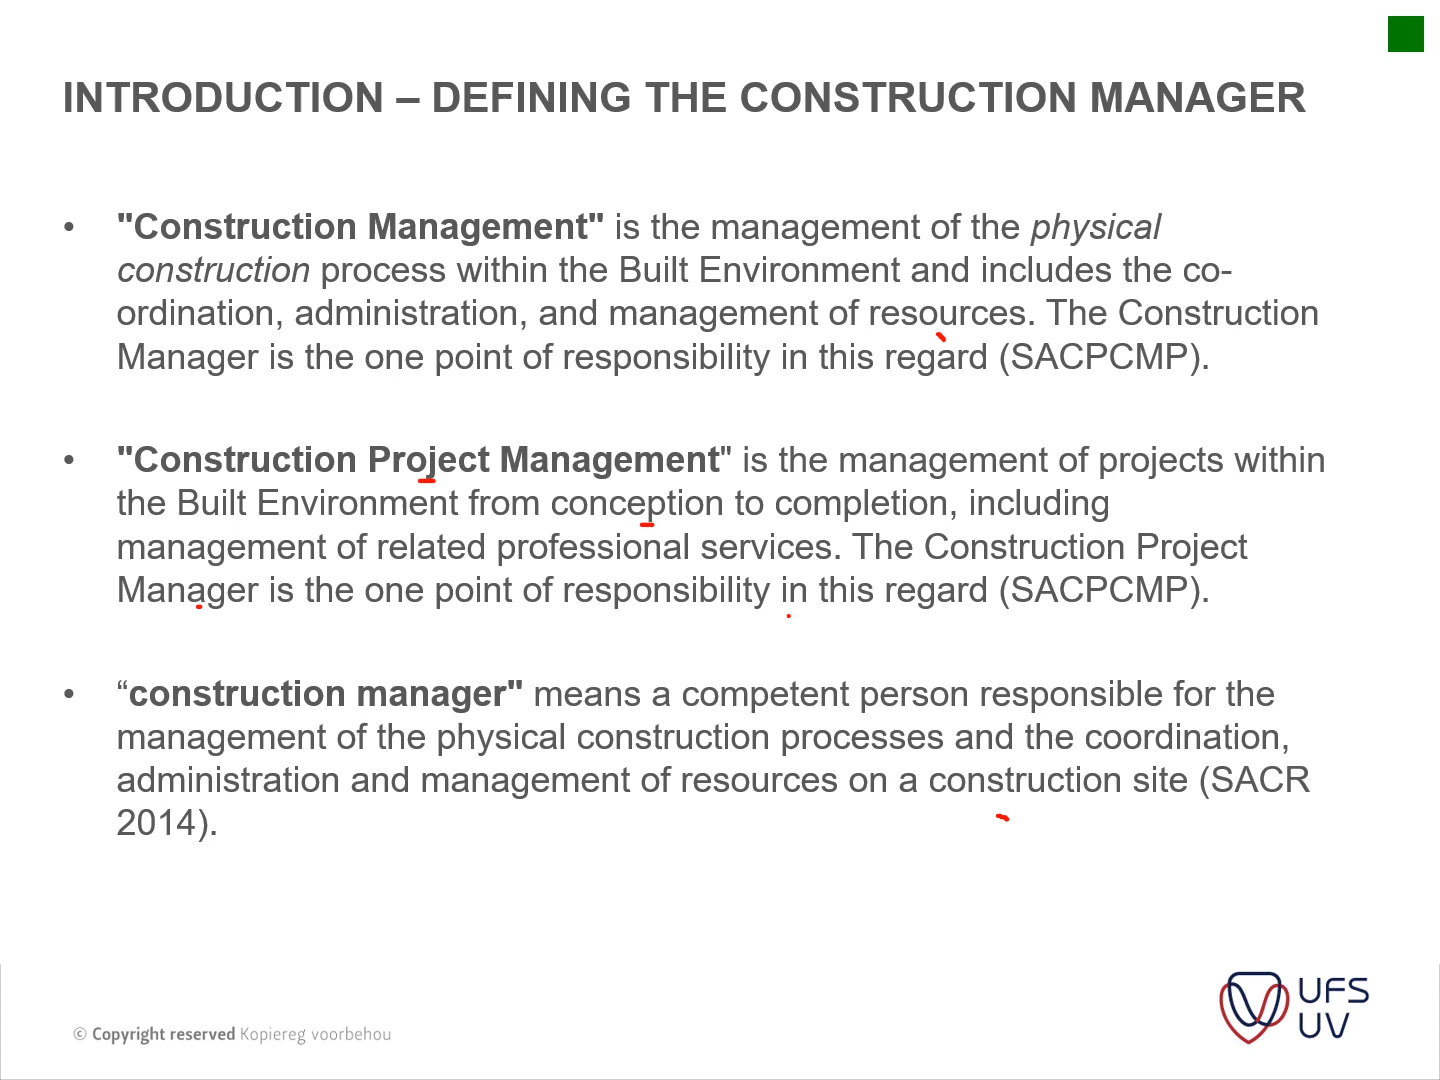 INTRODUCTION – DEFINING THE CONSTRUCTION MANAGER
• "Construction Management" is the management of the physical
construction process within the Built Environment and includes the co-
ordination, administration, and management of resources. The Construction
Manager is the one point of responsibility in this regard (SACPCMP).
• "Construction Project Management" is the management of projects within
the Built Environment from conception to completion, including
management of related professional services. The Construction Project
Manager is the one point of responsibility in this regard (SACPCMP).
• “construction manager" means a competent person responsible for the
management of the physical construction processes and the coordination,
administration and management of resources on a construction site (SACR
2014).
© Copyright reserved Kopiereg voorbehou
UFS
UV